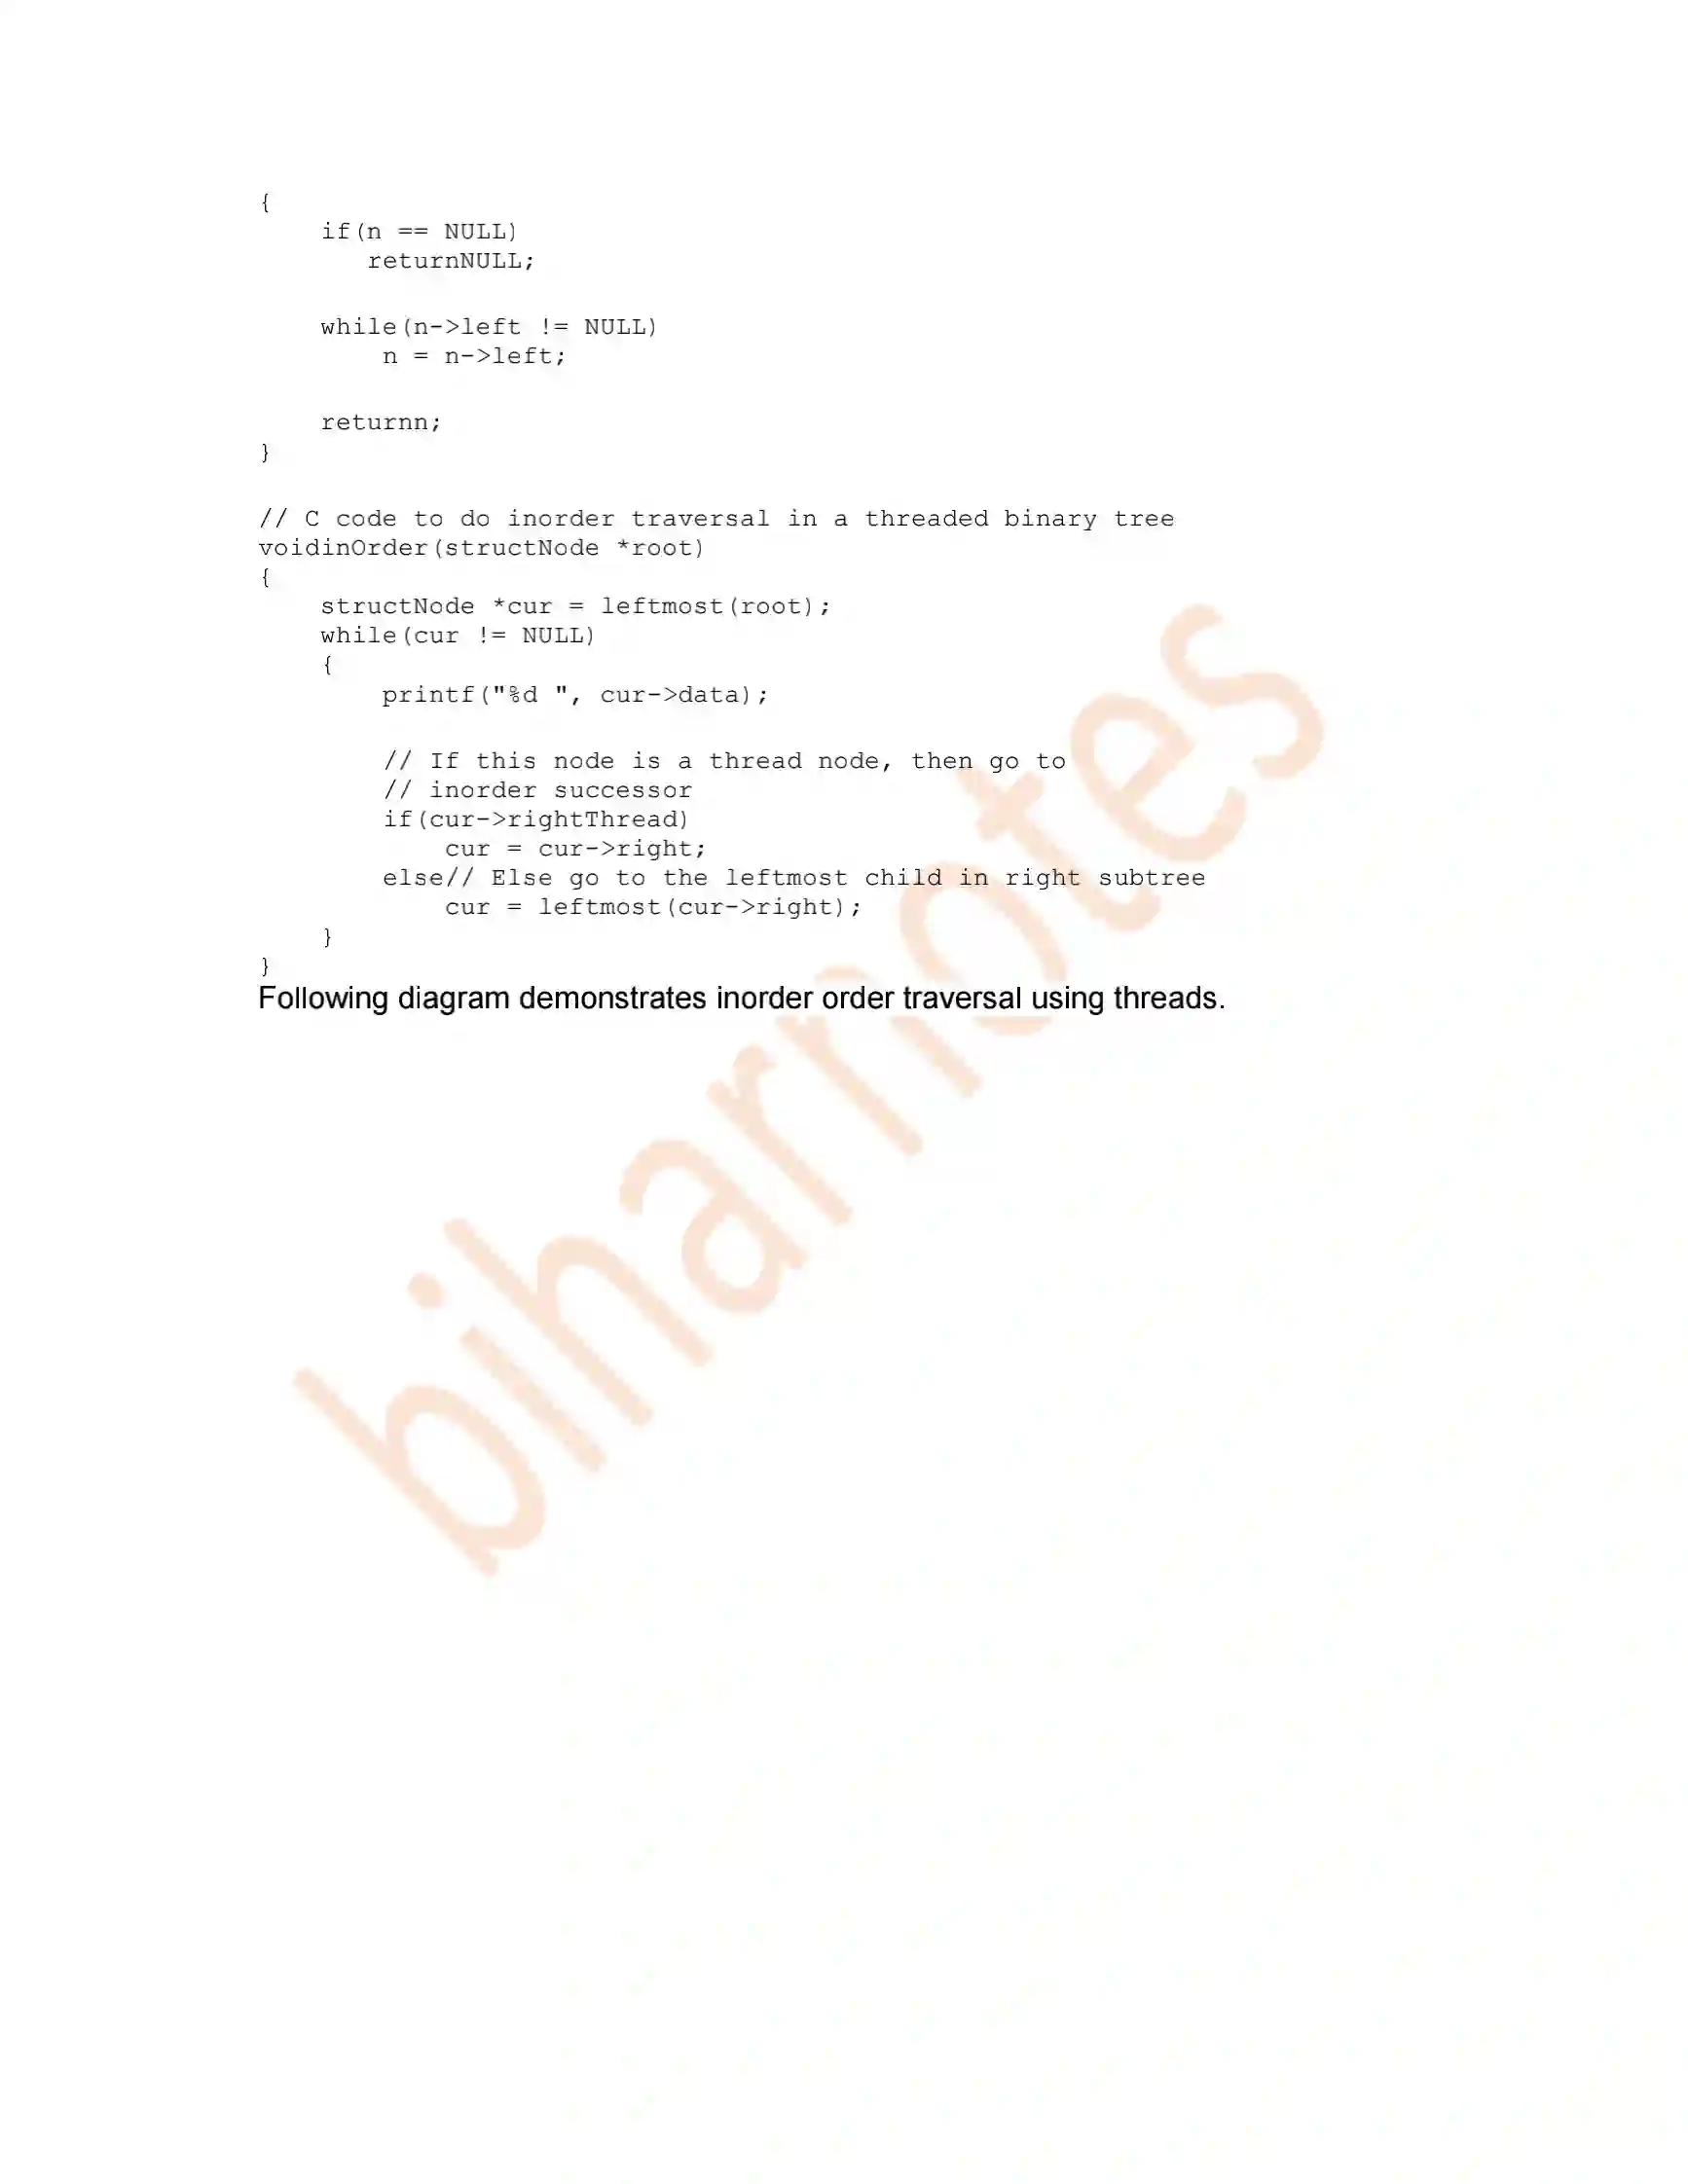 {
    if(n == NULL)
       returnNULL;
    while(n->left != NULL)
        n = n->left;
    returnn;
}
// C code to do inorder traversal in a threaded binary tree
voidinOrder(structNode *root)
{
    structNode *cur = leftmost(root);
    while(cur != NULL)
    {
        printf("%d ", cur->data);
        // If this node is a thread node, then go to
        // inorder successor
        if(cur->rightThread)
            cur = cur->right;
        else// Else go to the leftmost child in right subtree
            cur = leftmost(cur->right);
    }
}
Following diagram demonstrates inorder order traversal using threads.
biharnotes